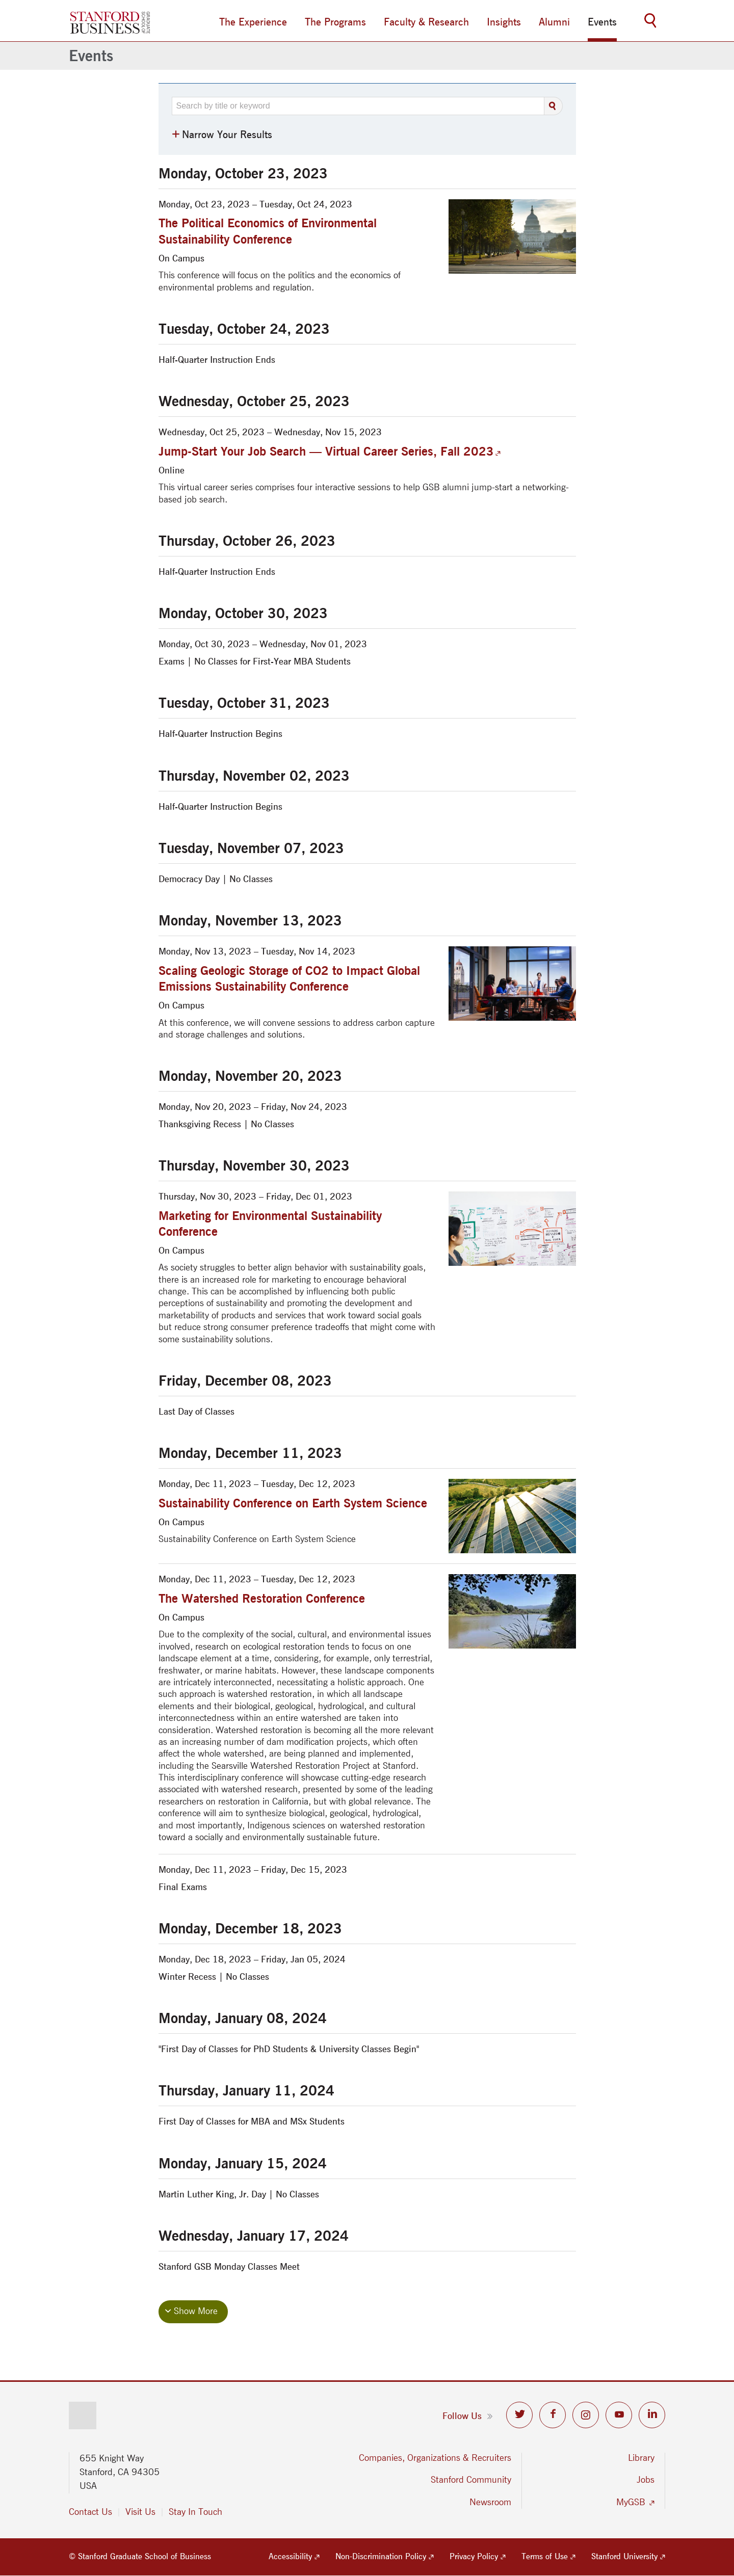 STANFORD
BUSINESS
GRADUATE
SCHOOL OF
The Experience
The Programs
Faculty & Research
Insights
Alumni
Events
Events
Search by title or keyword
Narrow Your Results
Monday, October 23, 2023
Monday, Oct 23, 2023 – Tuesday, Oct 24, 2023
The Political Economics of Environmental
Sustainability Conference
On Campus
This conference will focus on the politics and the economics of
environmental problems and regulation.
Tuesday, October 24, 2023
Half-Quarter Instruction Ends
Wednesday, October 25, 2023
Wednesday, Oct 25, 2023 – Wednesday, Nov 15, 2023
Jump-Start Your Job Search — Virtual Career Series, Fall 2023
Online
This virtual career series comprises four interactive sessions to help GSB alumni jump-start a networking-
based job search.
Thursday, October 26, 2023
Half-Quarter Instruction Ends
Monday, October 30, 2023
Monday, Oct 30, 2023 – Wednesday, Nov 01, 2023
Exams | No Classes for First-Year MBA Students
Tuesday, October 31, 2023
Half-Quarter Instruction Begins
Thursday, November 02, 2023
Half-Quarter Instruction Begins
Tuesday, November 07, 2023
Democracy Day | No Classes
Monday, November 13, 2023
Monday, Nov 13, 2023 – Tuesday, Nov 14, 2023
Scaling Geologic Storage of CO2 to Impact Global
Emissions Sustainability Conference
On Campus
At this conference, we will convene sessions to address carbon capture
and storage challenges and solutions.
Monday, November 20, 2023
Monday, Nov 20, 2023 – Friday, Nov 24, 2023
Thanksgiving Recess | No Classes
Thursday, November 30, 2023
Thursday, Nov 30, 2023 – Friday, Dec 01, 2023
Marketing for Environmental Sustainability
Conference
On Campus
As society struggles to better align behavior with sustainability goals,
there is an increased role for marketing to encourage behavioral
change. This can be accomplished by influencing both public
perceptions of sustainability and promoting the development and
marketability of products and services that work toward social goals
but reduce strong consumer preference tradeoffs that might come with
some sustainability solutions.
Friday, December 08, 2023
Last Day of Classes
Monday, December 11, 2023
Monday, Dec 11, 2023 – Tuesday, Dec 12, 2023
Sustainability Conference on Earth System Science
On Campus
Sustainability Conference on Earth System Science
Monday, Dec 11, 2023 – Tuesday, Dec 12, 2023
The Watershed Restoration Conference
On Campus
Due to the complexity of the social, cultural, and environmental issues
involved, research on ecological restoration tends to focus on one
landscape element at a time, considering, for example, only terrestrial,
freshwater, or marine habitats. However, these landscape components
are intricately interconnected, necessitating a holistic approach. One
such approach is watershed restoration, in which all landscape
elements and their biological, geological, hydrological, and cultural
interconnectedness within an entire watershed are taken into
consideration. Watershed restoration is becoming all the more relevant
as an increasing number of dam modification projects, which often
affect the whole watershed, are being planned and implemented,
including the Searsville Watershed Restoration Project at Stanford.
This interdisciplinary conference will showcase cutting-edge research
associated with watershed research, presented by some of the leading
researchers on restoration in California, but with global relevance. The
conference will aim to synthesize biological, geological, hydrological,
and most importantly, Indigenous sciences on watershed restoration
toward a socially and environmentally sustainable future.
Monday, Dec 11, 2023 – Friday, Dec 15, 2023
Final Exams
Monday, December 18, 2023
Monday, Dec 18, 2023 – Friday, Jan 05, 2024
Winter Recess | No Classes
Monday, January 08, 2024
"First Day of Classes for PhD Students & University Classes Begin"
Thursday, January 11, 2024
First Day of Classes for MBA and MSx Students
Monday, January 15, 2024
Martin Luther King, Jr. Day | No Classes
Wednesday, January 17, 2024
Stanford GSB Monday Classes Meet
Show More
Follow Us
655 Knight Way
Stanford, CA 94305
USA
Contact Us
Visit Us
Stay In Touch
Companies, Organizations & Recruiters
Stanford Community
Newsroom
Library
Jobs
MyGSB
© Stanford Graduate School of Business
Accessibility
Non-Discrimination Policy
Privacy Policy
Terms of Use
Stanford University